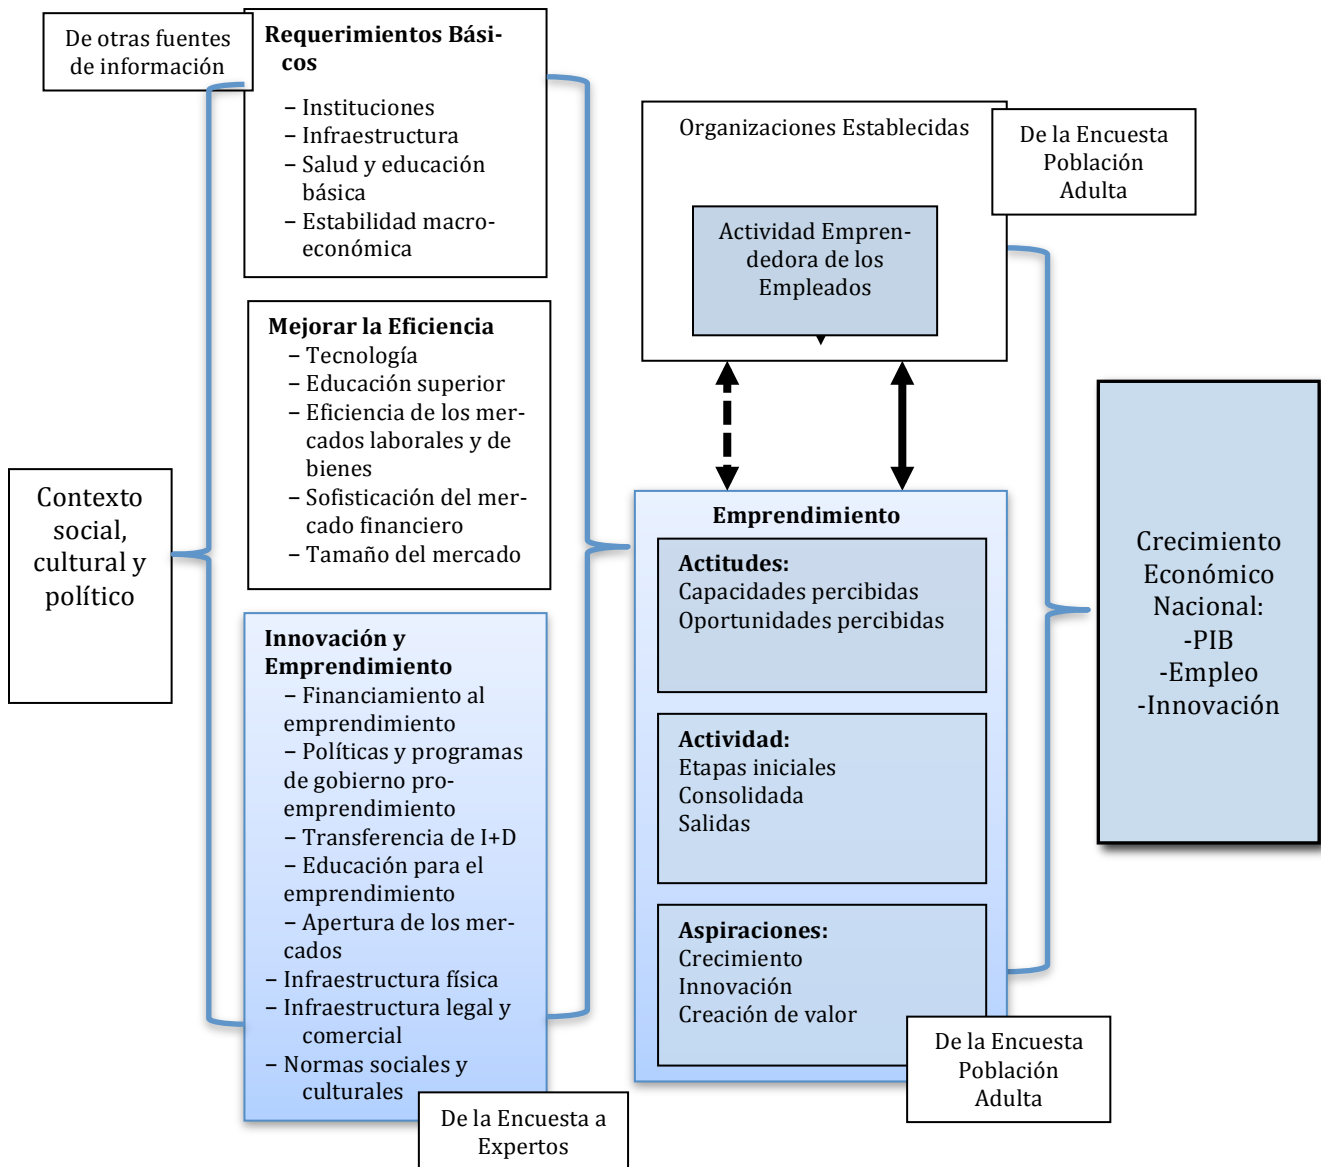 De otras fuentes
de información
Requerimientos Bási-
cos
– Instituciones
– Infraestructura
– Salud y educación
básica
– Estabilidad macro-
económica
Mejorar la Eficiencia
– Tecnología
– Educación superior
– Eficiencia de los mer-
cados laborales y de
bienes
– Sofisticación del mer-
cado financiero
– Tamaño del mercado
Contexto
social,
cultural y
político
Innovación y
Emprendimiento
– Financiamiento al
emprendimiento
– Políticas y programas
de gobierno pro-
emprendimiento
– Transferencia de I+D
– Educación para el
emprendimiento
– Apertura de los mer-
cados
– Infraestructura física
– Infraestructura legal y
comercial
– Normas sociales y
culturales
De la Encuesta a
Expertos
Organizaciones Establecidas
De la Encuesta
Población
Adulta
Actividad Empren-
dedora de los
Empleados
Emprendimiento
Actitudes:
Capacidades percibidas
Oportunidades percibidas
Actividad:
Etapas iniciales
Consolidada
Salidas
Aspiraciones:
Crecimiento
Innovación
Creación de valor
De la Encuesta
Población
Adulta
Crecimiento
Económico
Nacional:
-PIB
-Empleo
-Innovación